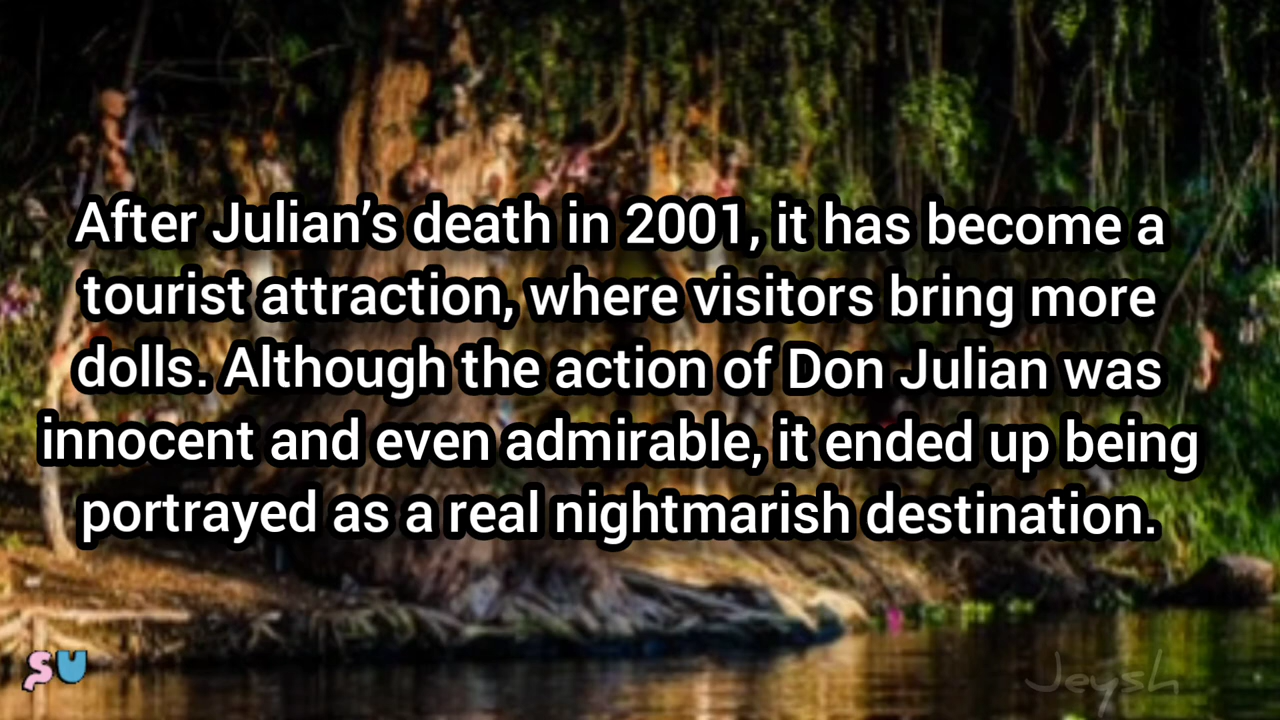 After Julian’s death in 2001, it has become a
tourist attraction, where visitors bring more
dolls. Although the action of Don Julian was
innocent and even admirable, it ended up being
portrayed as a real nightmarish destination.
SU
Jeysh